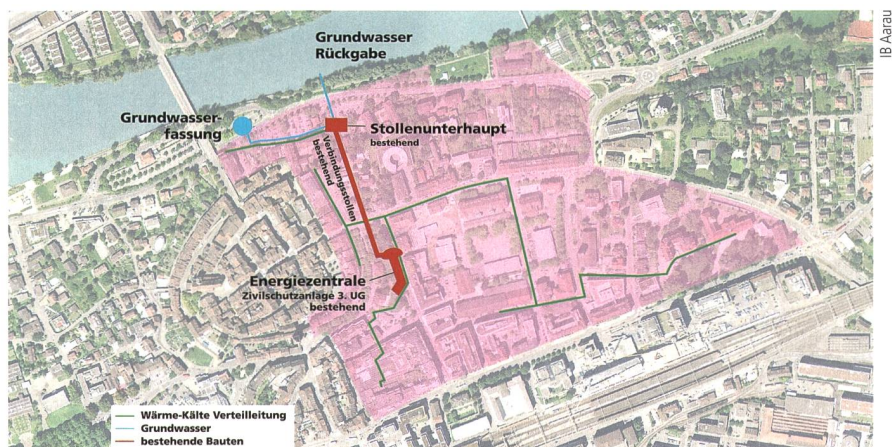 Grundwasser
Rückgabe
Grundwasser-
fassung
Stollenunterhaupt
bestehend
Verbindungsstollen
bestehend
Energiezentrale
Zivilschutzanlage 3. UG
bestehend
Wärme-Kälte Verteilleitung
Grundwasser
bestehende Bauten
IB Aarau